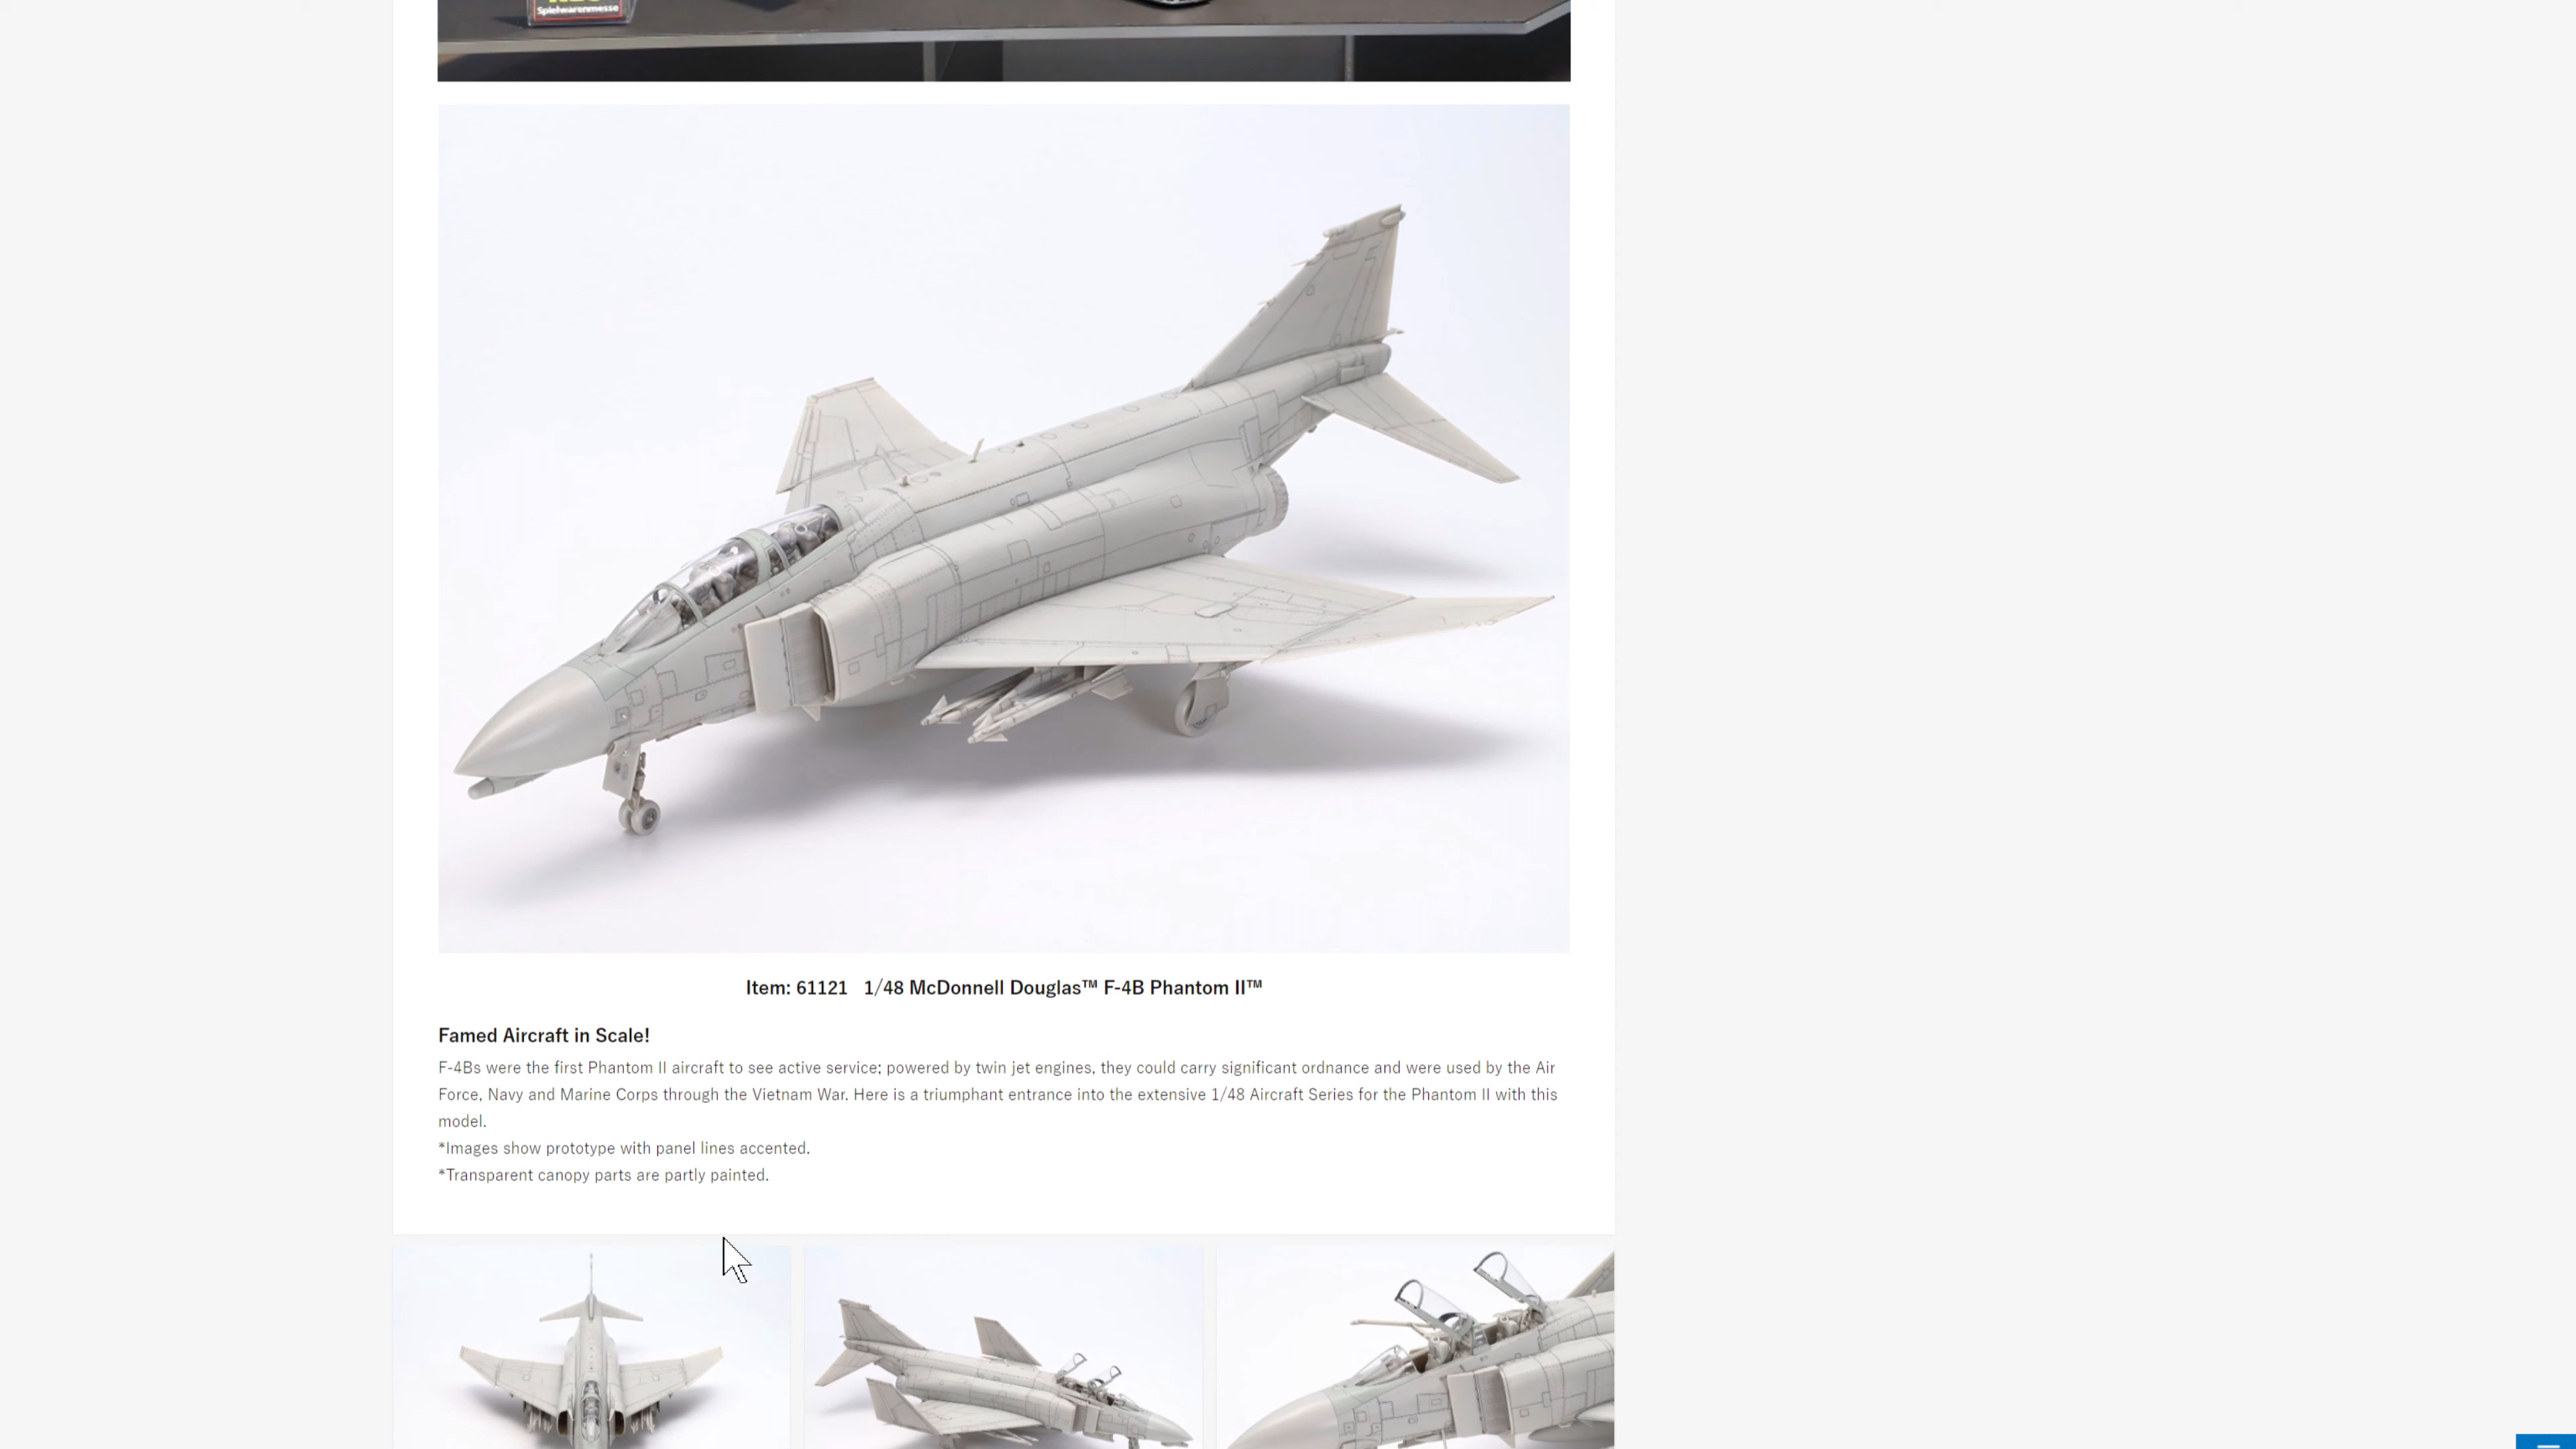 Spielwarenmesse
Item: 61121 1/48 McDonnell Douglas™ F-4B Phantom II™
Famed Aircraft in Scale!
F-4Bs were the first Phantom II aircraft to see active service; powered by twin jet engines, they could carry significant ordnance and were used by the Air
Force, Navy and Marine Corps through the Vietnam War. Here is a triumphant entrance into the extensive 1/48 Aircraft Series for the Phantom II with this
model.
*Images show prototype with panel lines accented.
*Transparent canopy parts are partly painted.